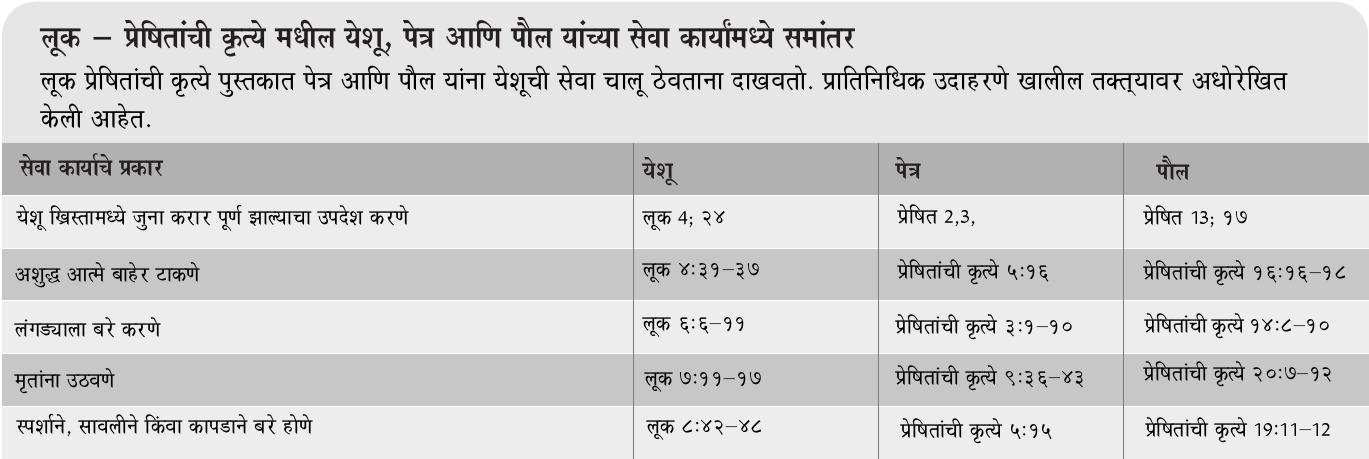 लूक – प्रेषितांची कृत्ये मधील येशू, पेत्र आणि पौल यांच्या सेवा कार्यांमध्ये समांतर
लूक प्रेषितांची कृत्ये पुस्तकात पेत्र आणि पौल यांना येशूची सेवा चालू ठेवताना दाखवतो. प्रातिनिधिक उदाहरणे खालील तक्त्यावर अधोरेखित
केली आहेत.
सेवा कार्याचे प्रकार येशू पेत्र पौल
येशू ख्रिस्तामध्ये जुना करार पूर्ण झाल्याचा उपदेश करणे लूक 4; २४ प्रेषित 2,3, प्रेषित 13; १७
अशुद्ध आत्मे बाहेर टाकणे लूक ४:३१–३७ प्रेषितांची कृत्ये ५:१६ प्रेषितांची कृत्ये १६:१६–१८
लंगड्याला बरे करणे लूक ६:६–११ प्रेषितांची कृत्ये ३:१–१० प्रेषितांची कृत्ये १४:८–१०
मृतांना उठवणे लूक ७:११–१७ प्रेषितांची कृत्ये ९:३६–४३ प्रेषितांची कृत्ये २०:७–१२
स्पर्शाने, सावलीने किंवा कापडाने बरे होणे लूक ८:४२–४८ प्रेषितांची कृत्ये ५:१५ प्रेषितांची कृत्ये 19:11–12